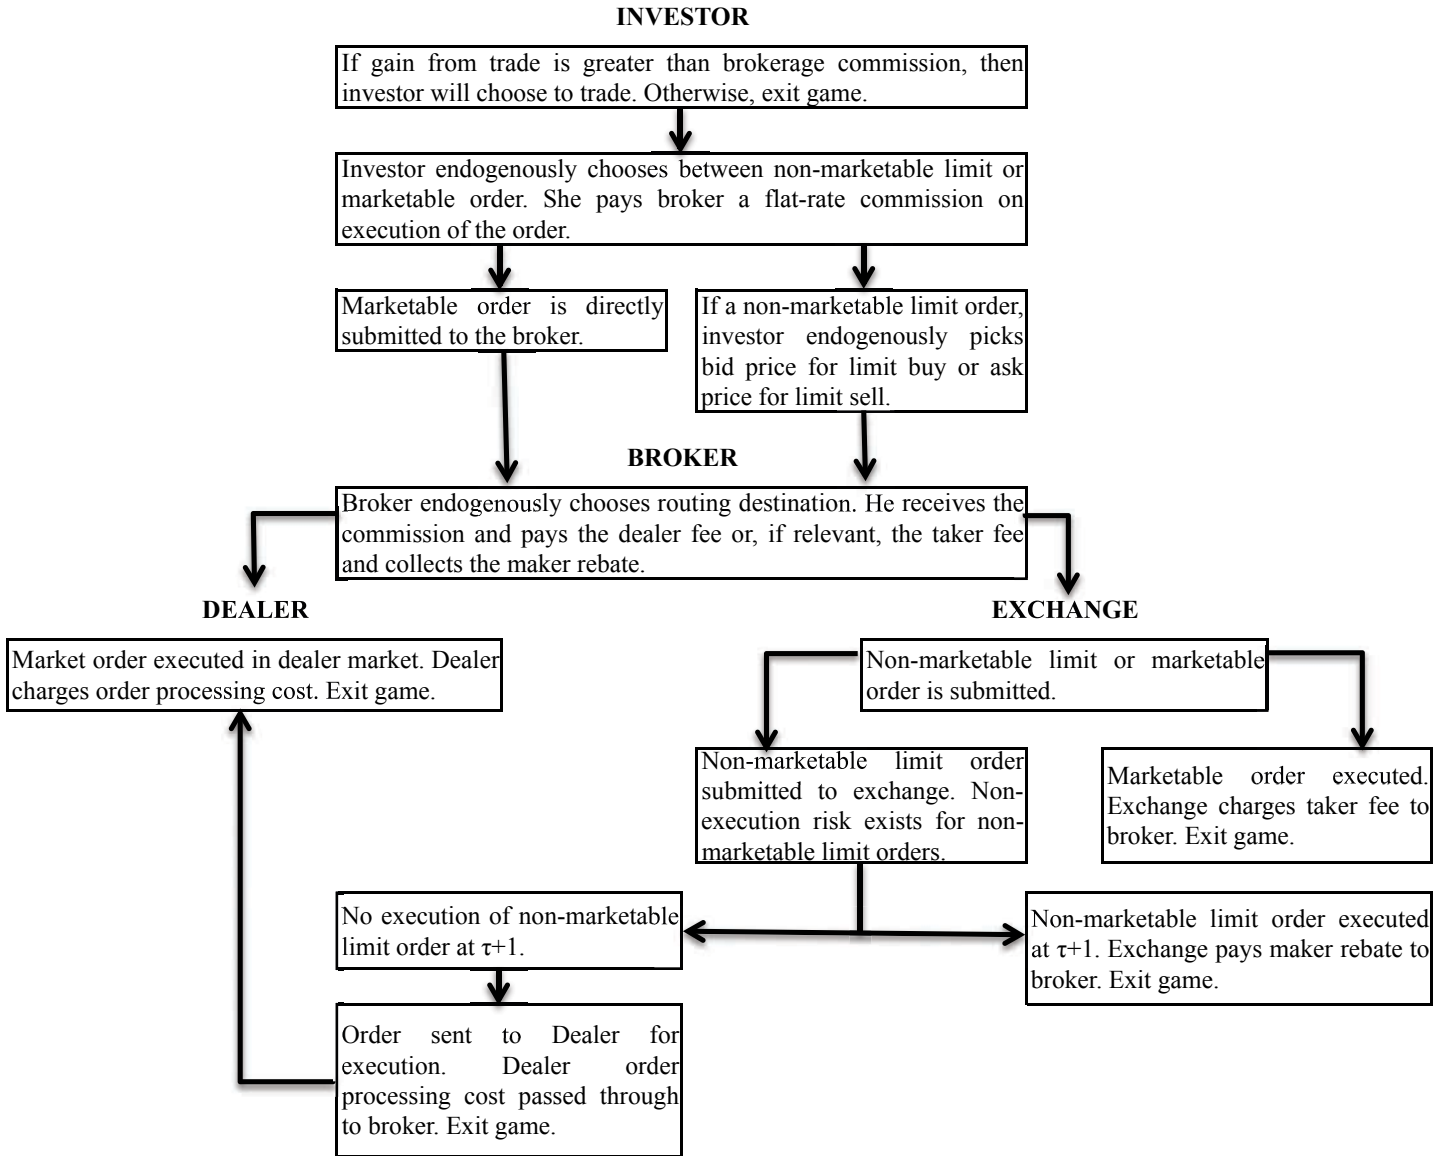 INVESTOR
If gain from trade is greater than brokerage commission, then
investor will choose to trade. Otherwise, exit game.
Investor endogenously chooses between non-marketable limit or
marketable order. She pays broker a flat-rate commission on
execution of the order.
Marketable order is directly
submitted to the broker.
If a non-marketable limit order,
investor endogenously picks
bid price for limit buy or ask
price for limit sell.
BROKER
Broker endogenously chooses routing destination. He receives the
commission and pays the dealer fee or, if relevant, the taker fee
and collects the maker rebate.
DEALER
Market order executed in dealer market. Dealer
charges order processing cost. Exit game.
EXCHANGE
Non-marketable limit or marketable
order is submitted.
Non-marketable limit order
submitted to exchange. Non-
execution risk exists for non-
marketable limit orders.
Marketable order executed.
Exchange charges taker fee to
broker. Exit game.
No execution of non-marketable
limit order at τ+1.
Non-marketable limit order executed
at τ+1. Exchange pays maker rebate to
broker. Exit game.
Order sent to Dealer for
execution. Dealer order
processing cost passed through
to broker. Exit game.